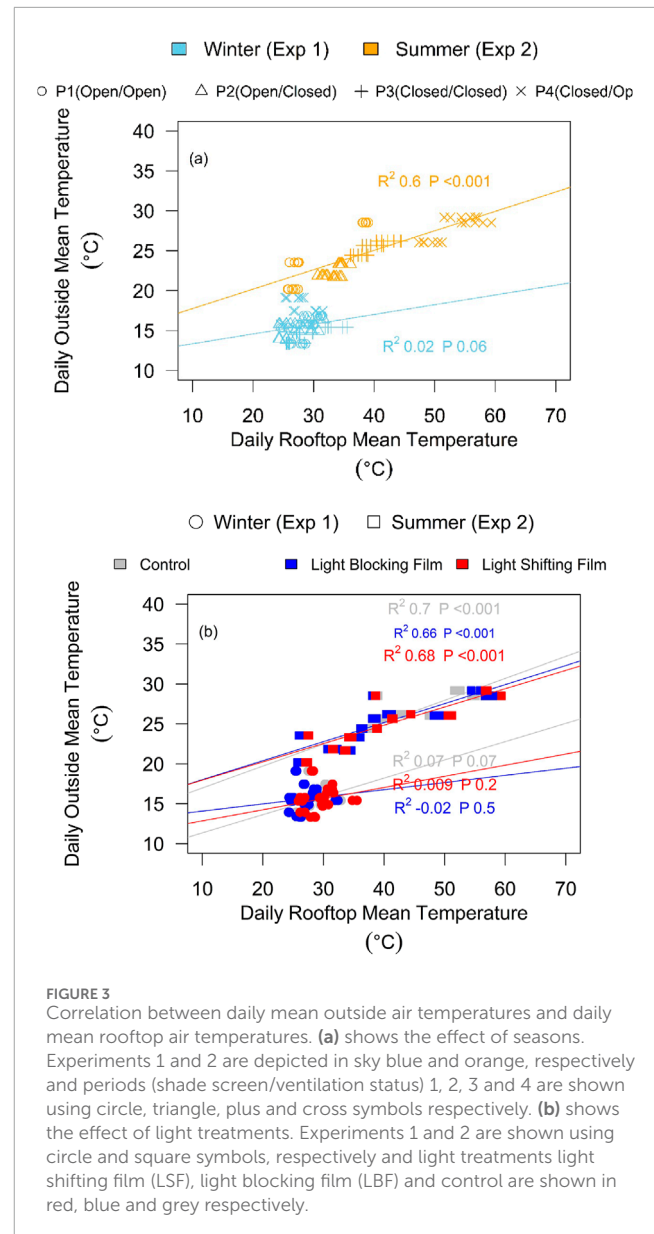 Winter (Exp 1) Summer (Exp 2)
P1(Open/Open) P2(Open/Closed) P3(Closed/Closed) P4(Closed/Op
40
35
30
25
20
15
10
(a)
R² 0.6 P <0.001
R² 0.02 P 0.06
Daily Outside Mean Temperature
(°C)
10 20 30 40 50 60 70
Daily Rooftop Mean Temperature
(°C)
Winter (Exp 1) Summer (Exp 2)
Control Light Blocking Film Light Shifting Film
40
35
30
25
20
15
10
(b)
R² 0.7 P <0.001
R² 0.66 P <0.001
R² 0.68 P <0.001
R² 0.07 P 0.07
R² 0.009 P 0.2
R² -0.02 P 0.5
Daily Outside Mean Temperature
(°C)
10 20 30 40 50 60 70
Daily Rooftop Mean Temperature
(°C)
FIGURE 3
Correlation between daily mean outside air temperatures and daily
mean rooftop air temperatures. (a) shows the effect of seasons.
Experiments 1 and 2 are depicted in sky blue and orange, respectively
and periods (shade screen/ventilation status) 1, 2, 3 and 4 are shown
using circle, triangle, plus and cross symbols respectively. (b) shows
the effect of light treatments. Experiments 1 and 2 are shown using
circle and square symbols, respectively and light treatments light
shifting film (LSF), light blocking film (LBF) and control are shown in
red, blue and grey respectively.